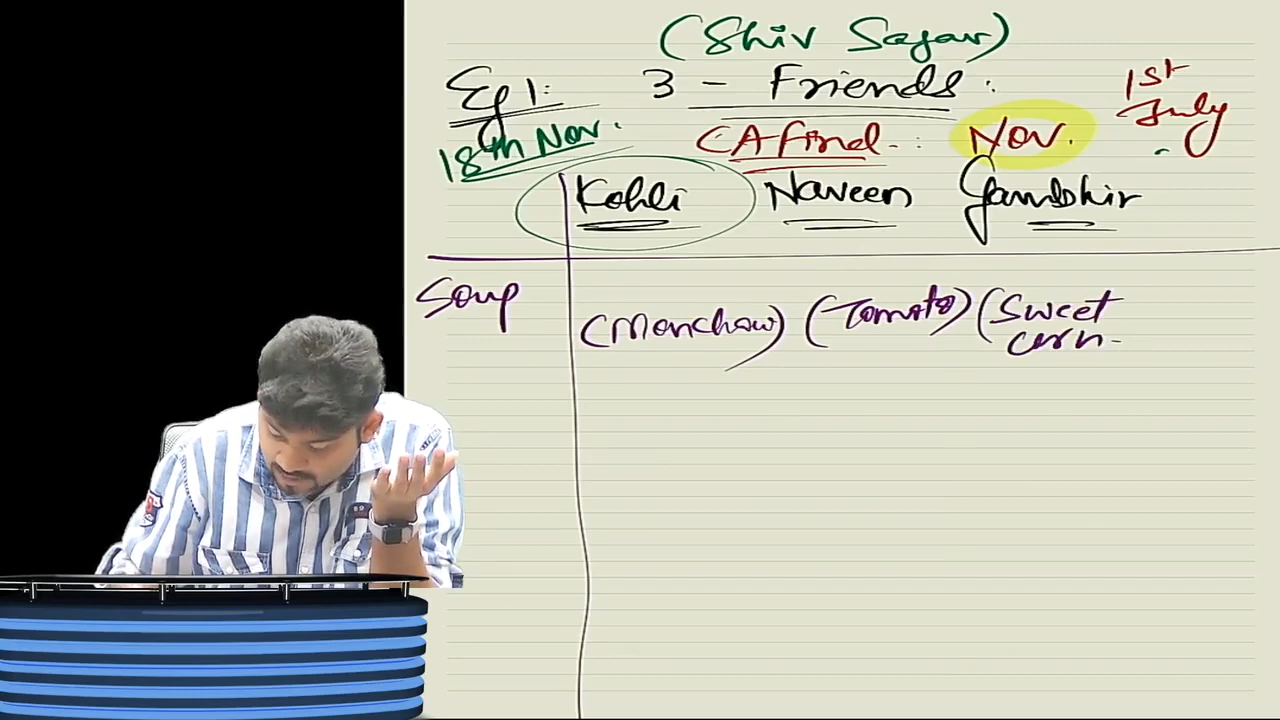 (Shiv Sagar)
Eg 1: 3 - Friends :
1st July
18th Nov. CA Final. : Nov.
Kohli Naveen Gambhir
Soup (Manchow) (Tomato) (Sweet corn.